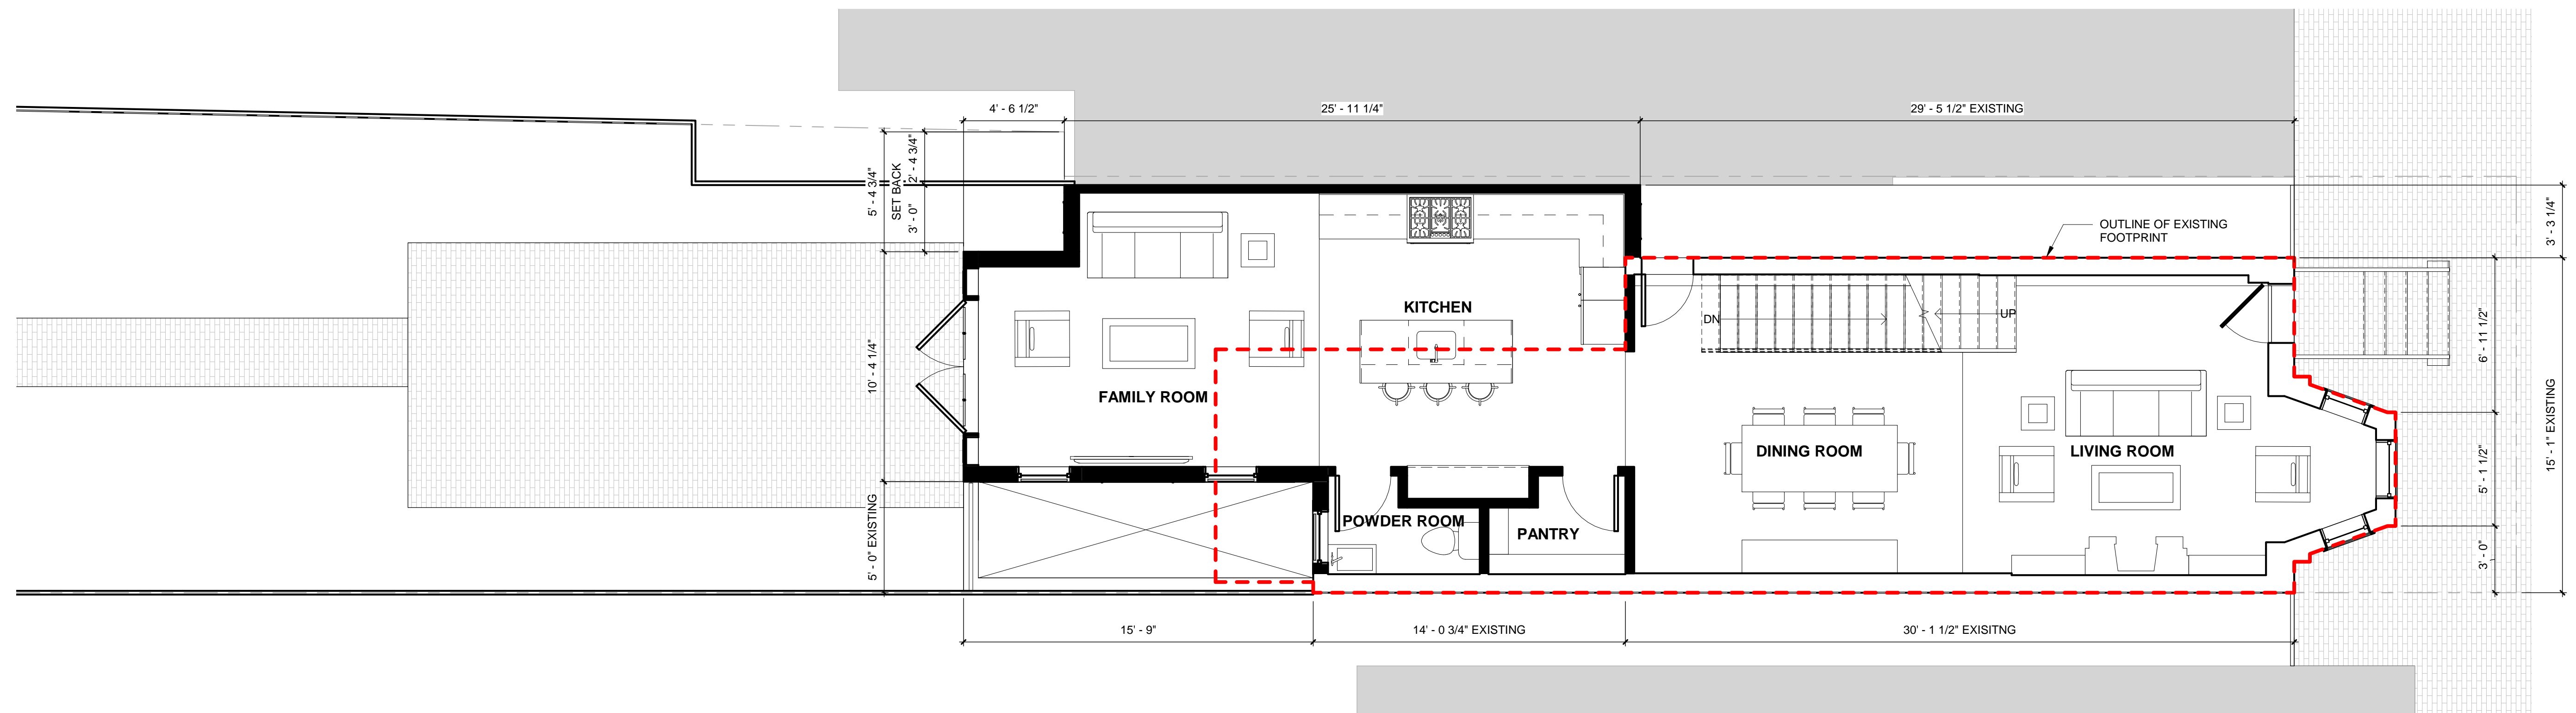 4' - 6 1/2"
25' - 11 1/4"
29' - 5 1/2" EXISTING
5' - 4 3/4"
SET BACK
2' - 4 3/4"
3' - 0"
3' - 3 1/4"
OUTLINE OF EXISTING
FOOTPRINT
KITCHEN
DN
UP
6' - 11 1/2"
10' - 4 1/4"
FAMILY ROOM
DINING ROOM
LIVING ROOM
15' - 1" EXISTING
5' - 1 1/2"
5' - 0" EXISTING
POWDER ROOM
PANTRY
3' - 0"
15' - 9"
14' - 0 3/4" EXISTING
30' - 1 1/2" EXISITNG